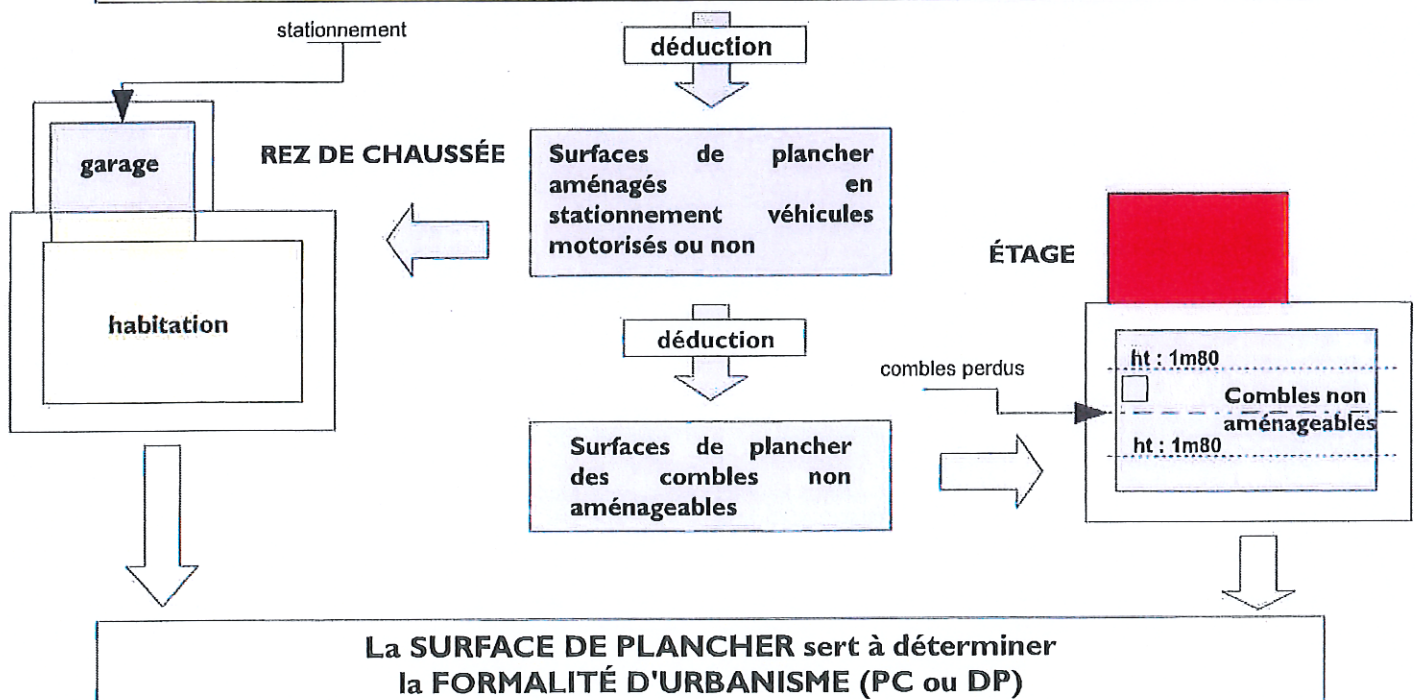 stationnement
déduction
garage
REZ DE CHAUSSÉE
Surfaces de plancher
aménagés en
stationnement véhicules
motorisés ou non
ÉTAGE
habitation
déduction
combles perdus
ht : 1m80
Combles non
aménageables
ht : 1m80
Surfaces de plancher
des combles non
aménageables
La SURFACE DE PLANCHER sert à déterminer
la FORMALITÉ D'URBANISME (PC ou DP)